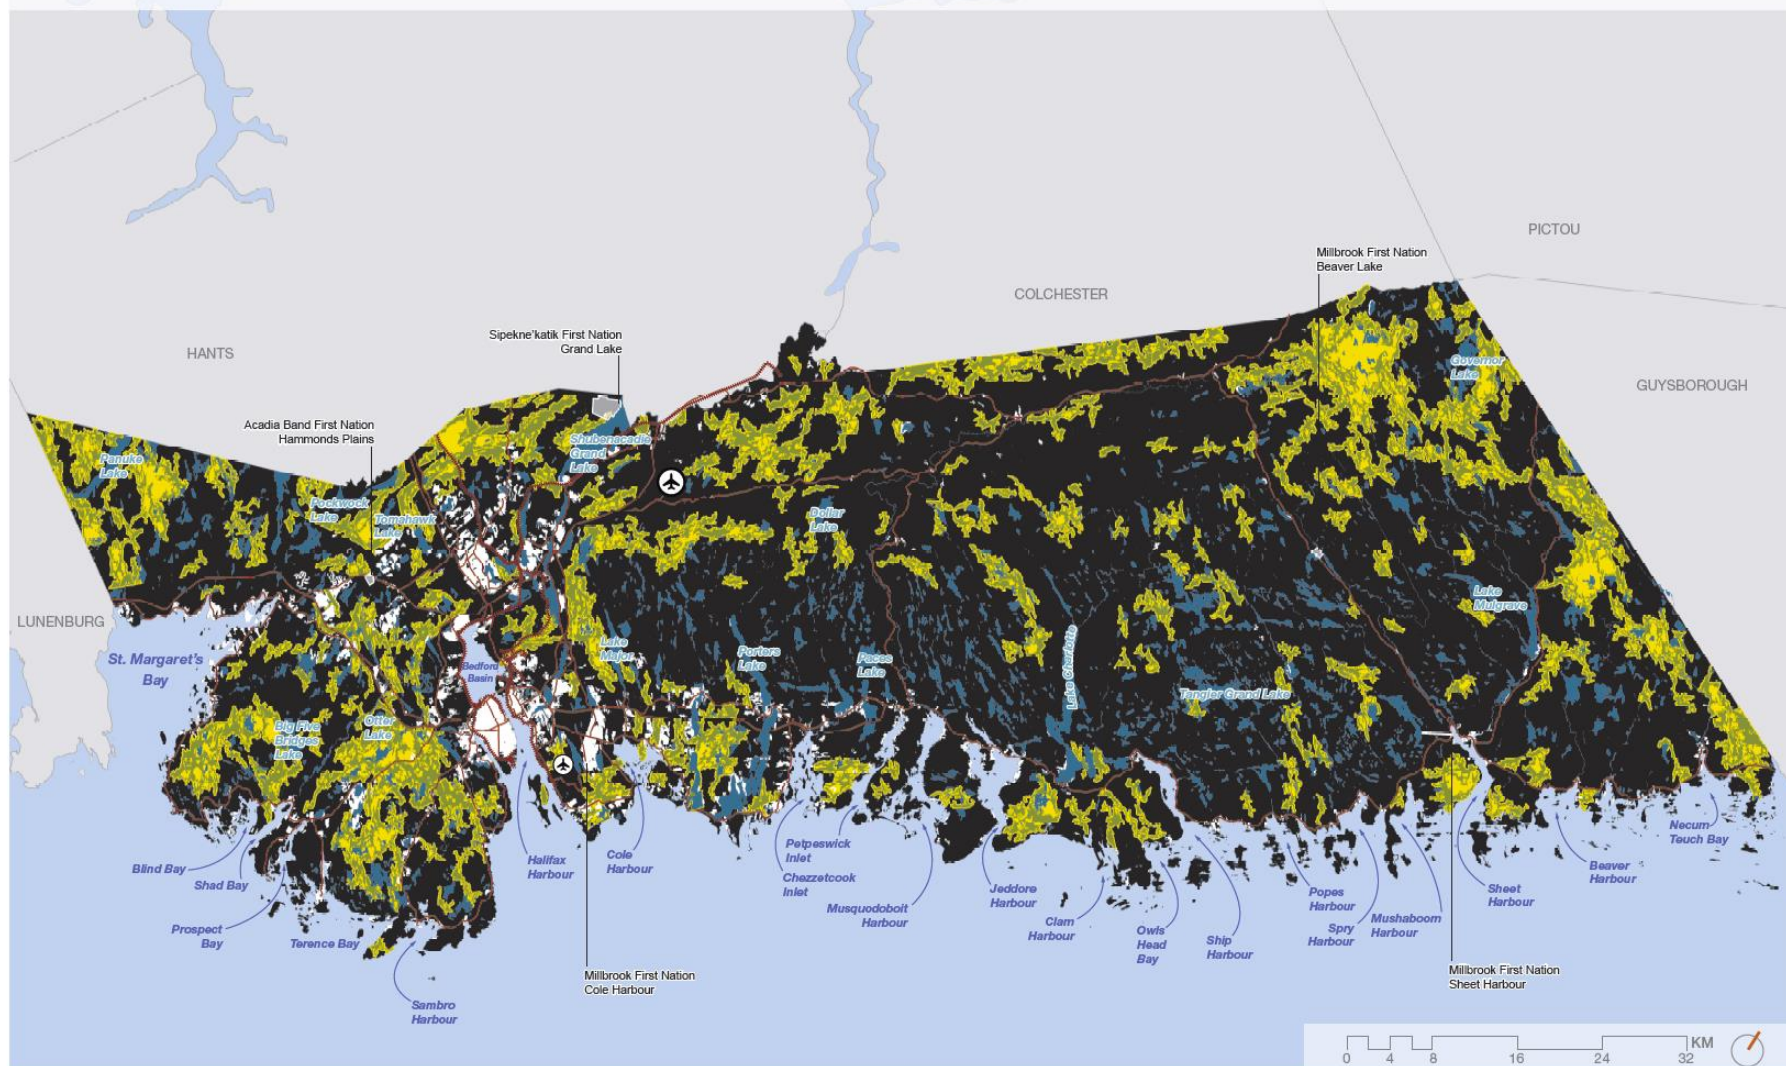 PICTOU
Millbrook First Nation
Beaver Lake
COLCHESTER
Sipekne'katik First Nation
Grand Lake
HANTS
Governor
Lake
GUYSBOROUGH
Acadia Band First Nation
Hammonds Plains
Shubenacadie
Grand
Lake
Panuke
Lake
Pockwock
Lake
Tomahawk
Lake
Dollar
Lake
Lake
Mulgrave
LUNENBURG
St. Margaret's
Bay
Bedford
Basin
Lake
Major
Porters
Lake
Paces
Lake
Lake Charlotte
Tangier Grand Lake
Big Five
Bridges
Lake
Otter
Lake
Blind Bay
Shad Bay
Prospect
Bay
Terence Bay
Sambro
Harbour
Halifax
Harbour
Cole
Harbour
Petpeswick
Inlet
Chezzetcook
Inlet
Musquodoboit
Harbour
Jeddore
Harbour
Clam
Harbour
Owls
Head
Bay
Ship
Harbour
Popes
Harbour
Spry
Harbour
Mushaboom
Harbour
Sheet
Harbour
Beaver
Harbour
Necum
Teuch Bay
Millbrook First Nation
Cole Harbour
Millbrook First Nation
Sheet Harbour
KM
0 4 8 16 24 32